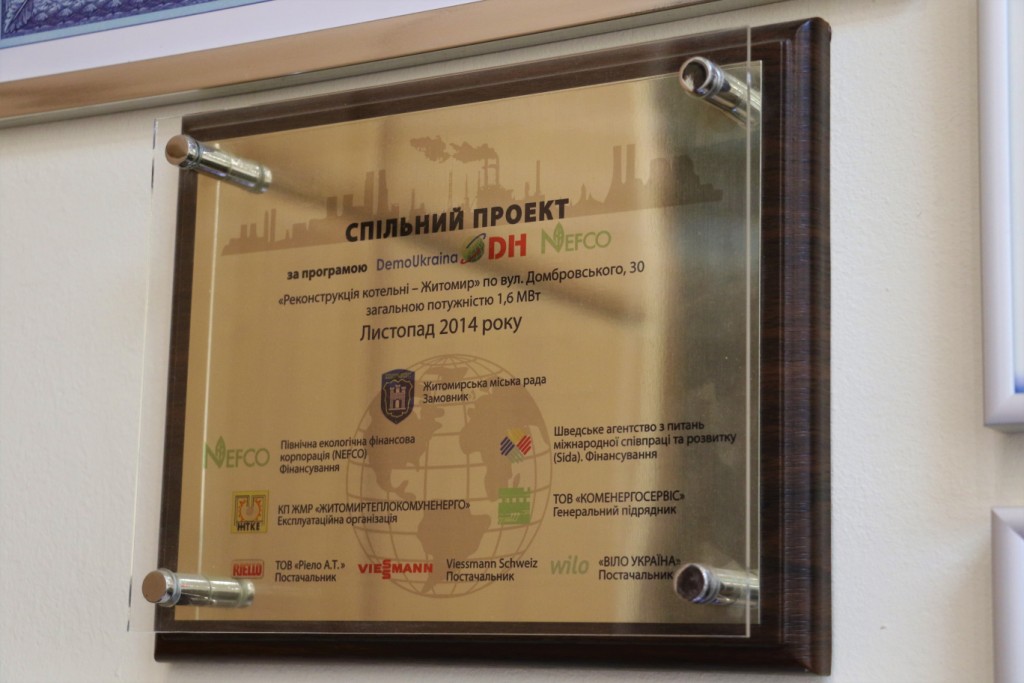 СПІЛЬНИЙ ПРОЕКТ
за програмою DemoUkraina DH NEFCO
«Реконструкція котельні – Житомир» по вул. Домбровського, 30
загальною потужністю 1,6 МВт
Листопад 2014 року
Житомирська міська рада
Замовник
NEFCO
Північна екологічна фінансова
корпорація (NEFCO)
Фінансування
Шведське агентство з питань
міжнародної співпраці та розвитку
(Sida). Фінансування
ЖТКЕ
КП ЖМР «ЖИТОМИРТЕПЛОКОМУНЕНЕРГО»
Експлуатаційна організація
ТОВ «КОМЕНЕРГОСЕРВІС»
Генеральний підрядник
RIELLO
ТОВ «Ріело А.Т.»
Постачальник
VIESSMANN
Viessmann Schweiz
Постачальник
wilo
«ВІЛО УКРАЇНА»
Постачальник